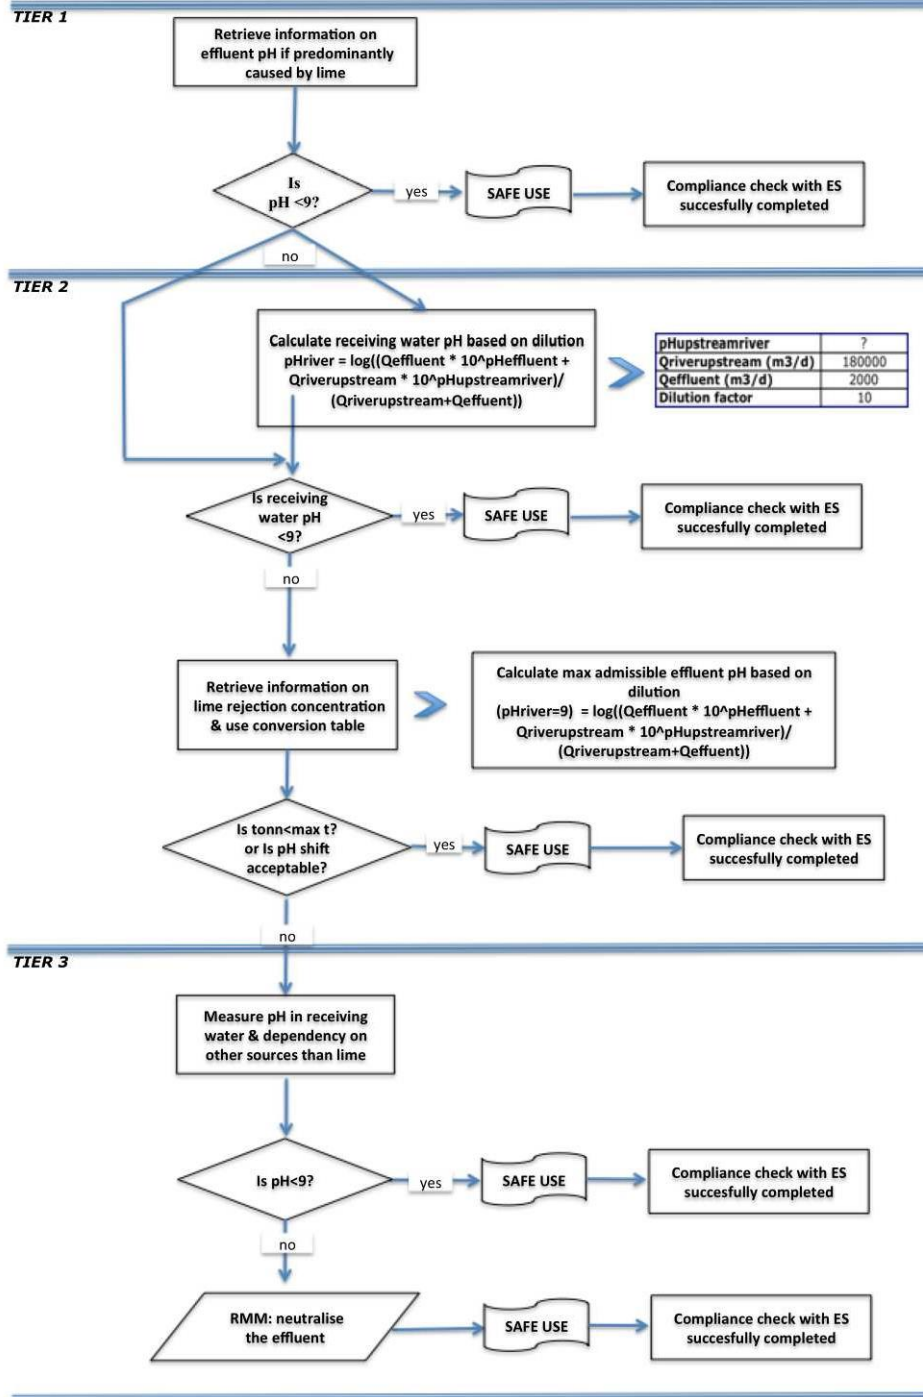 TIER 1
Retrieve information on
effluent pH if predominantly
caused by lime
Is
pH <9?
yes
SAFE USE
Compliance check with ES
succesfully completed
no
TIER 2
Calculate receiving water pH based on dilution
pHriver = log((Qeffluent * 10^pHeffluent +
Qriverupstream * 10^pHupstreamriver)/
(Qriverupstream+Qeffuent))
pHupstreamriver ?
Qriverupstream (m3/d) 180000
Qeffluent (m3/d) 2000
Dilution factor 10
Is receiving
water pH
<9?
yes
SAFE USE
Compliance check with ES
succesfully completed
no
Retrieve information on
lime rejection concentration
& use conversion table
Calculate max admissible effluent pH based on
dilution
(pHriver=9) = log((Qeffluent * 10^pHeffluent +
Qriverupstream * 10^pHupstreamriver)/
(Qriverupstream+Qeffuent))
Is tonn<max t?
or Is pH shift
acceptable?
yes
SAFE USE
Compliance check with ES
succesfully completed
no
TIER 3
Measure pH in receiving
water & dependency on
other sources than lime
Is pH<9?
yes
SAFE USE
Compliance check with ES
succesfully completed
no
RMM: neutralise
the effluent
SAFE USE
Compliance check with ES
succesfully completed